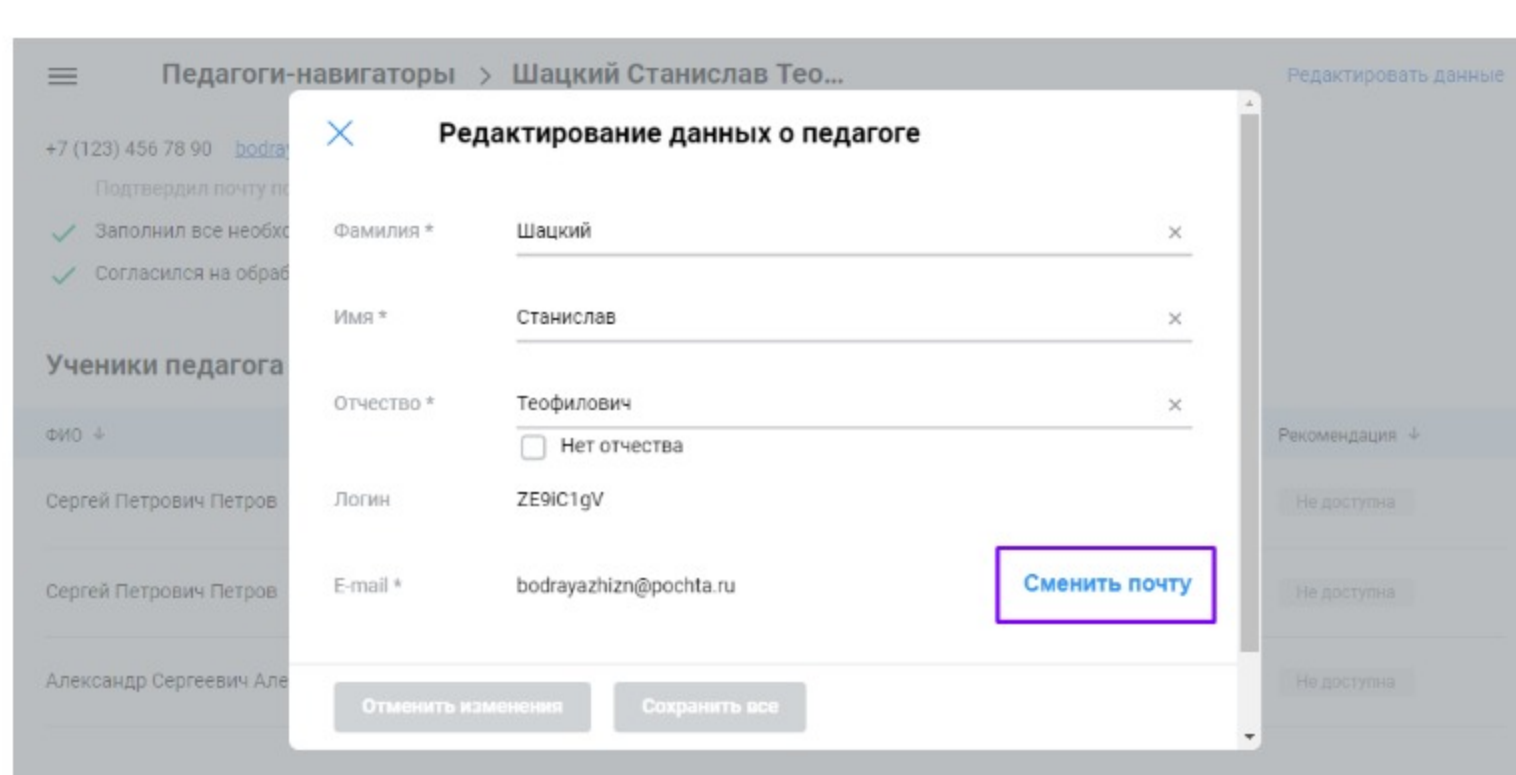 Педагоги-навигаторы > Шацкий Станислав Тео...
Редактировать данные
+7 (123) 456 78 90
Подтвердил почту
Заполнил все
Согласился на
Ученики педагога
ФИО
Рекомендация
Сергей Петрович Петров
Не доступна
Сергей Петрович Петров
Не доступна
Александр Сергеевич Але
Не доступна
Редактирование данных о педагоге
Фамилия *
Шацкий
Имя *
Станислав
Отчество *
Теофилович
Нет отчества
Логин
ZE9iC1gV
E-mail *
bodrayazhizn@pochta.ru
Сменить почту
Отменить изменения
Сохранить все